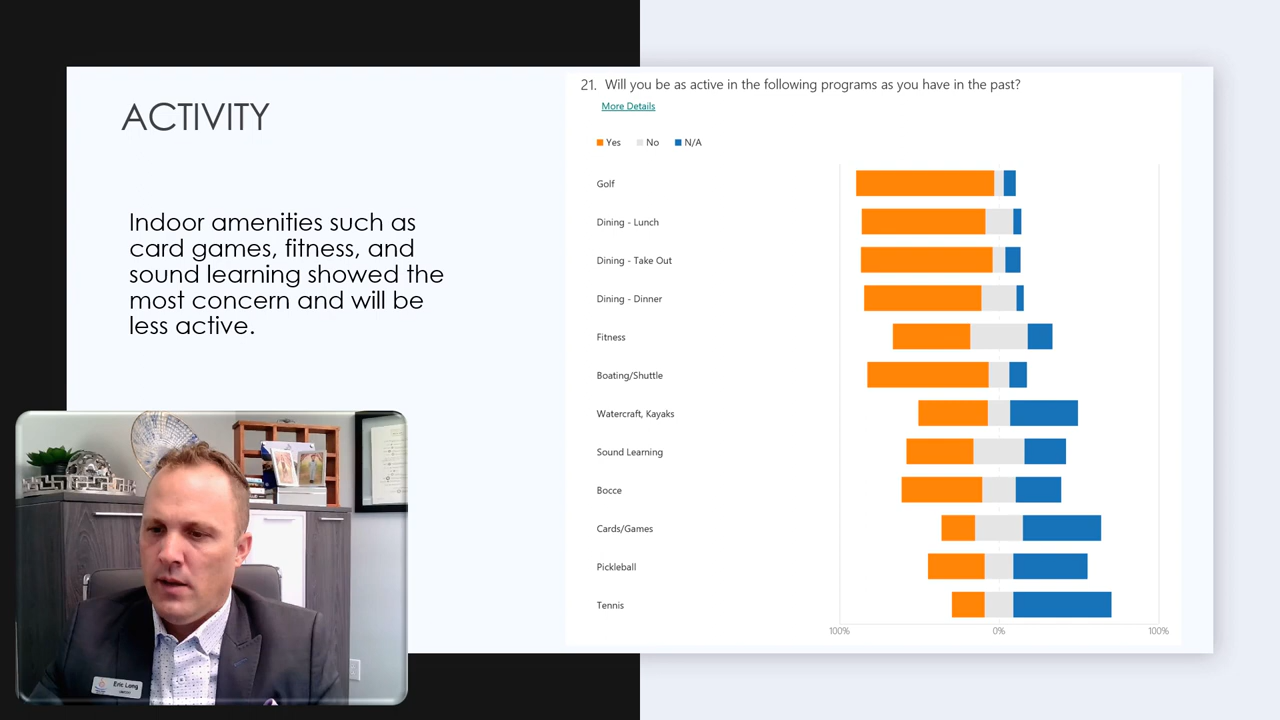 ACTIVITY
Indoor amenities such as
card games, fitness, and
sound learning showed the
most concern and will be
less active.
21. Will you be as active in the following programs as you have in the past?
More Details
Yes No N/A
Golf
Dining - Lunch
Dining - Take Out
Dining - Dinner
Fitness
Boating/Shuttle
Watercraft, Kayaks
Sound Learning
Bocce
Cards/Games
Pickleball
Tennis
100% 0% 100%
Eric Long